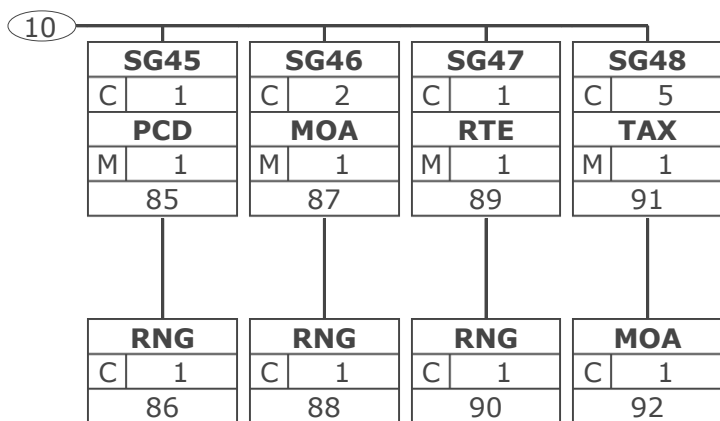 10
SG45 SG46 SG47 SG48
C 1 C 2 C 1 C 5
PCD MOA RTE TAX
M 1 M 1 M 1 M 1
85 87 89 91
RNG RNG RNG MOA
C 1 C 1 C 1 C 1
86 88 90 92